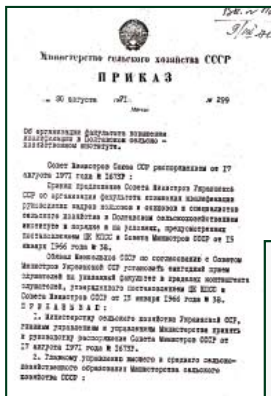 Министерство сельского хозяйства СССР
ПРИКАЗ
30 августа 1971 г.
Москва
№ 299
Об организации факультета повышения
квалификации в Полтавском сельско-
хозяйственном институте.
Совет Министров Союза ССР распоряжением от 17
августа 1971 года № 1673р:
Принял предложение Совета Министров Украинской
ССР об организации факультета повышения квалификации
руководящих кадров колхозов и совхозов и специалистов
сельского хозяйства в Полтавском сельскохозяйственном
институте в порядке и на условиях, предусмотренных
постановлением ЦК КПСС и Совета Министров СССР от 15
января 1966 года № 38.
Обязал Минсельхоз СССР по согласованию с Советом
Министров Украинской ССР установить ежегодный прием
слушателей на указанный факультет в пределах контингента
слушателей, утвержденного постановлением ЦК КПСС и
Совета Министров СССР от 15 января 1966 года № 38.
ПРИКАЗЫВАЮ:
1. Министерству сельского хозяйства Украинской ССР,
главным управлениям и управлениям Министерства принять
к руководству распоряжение Совета Министров СССР от
17 августа 1971 года № 1673р.
2. Главному управлению высшего и среднего сельско-
хозяйственного образования Министерства сельского
хозяйства СССР: